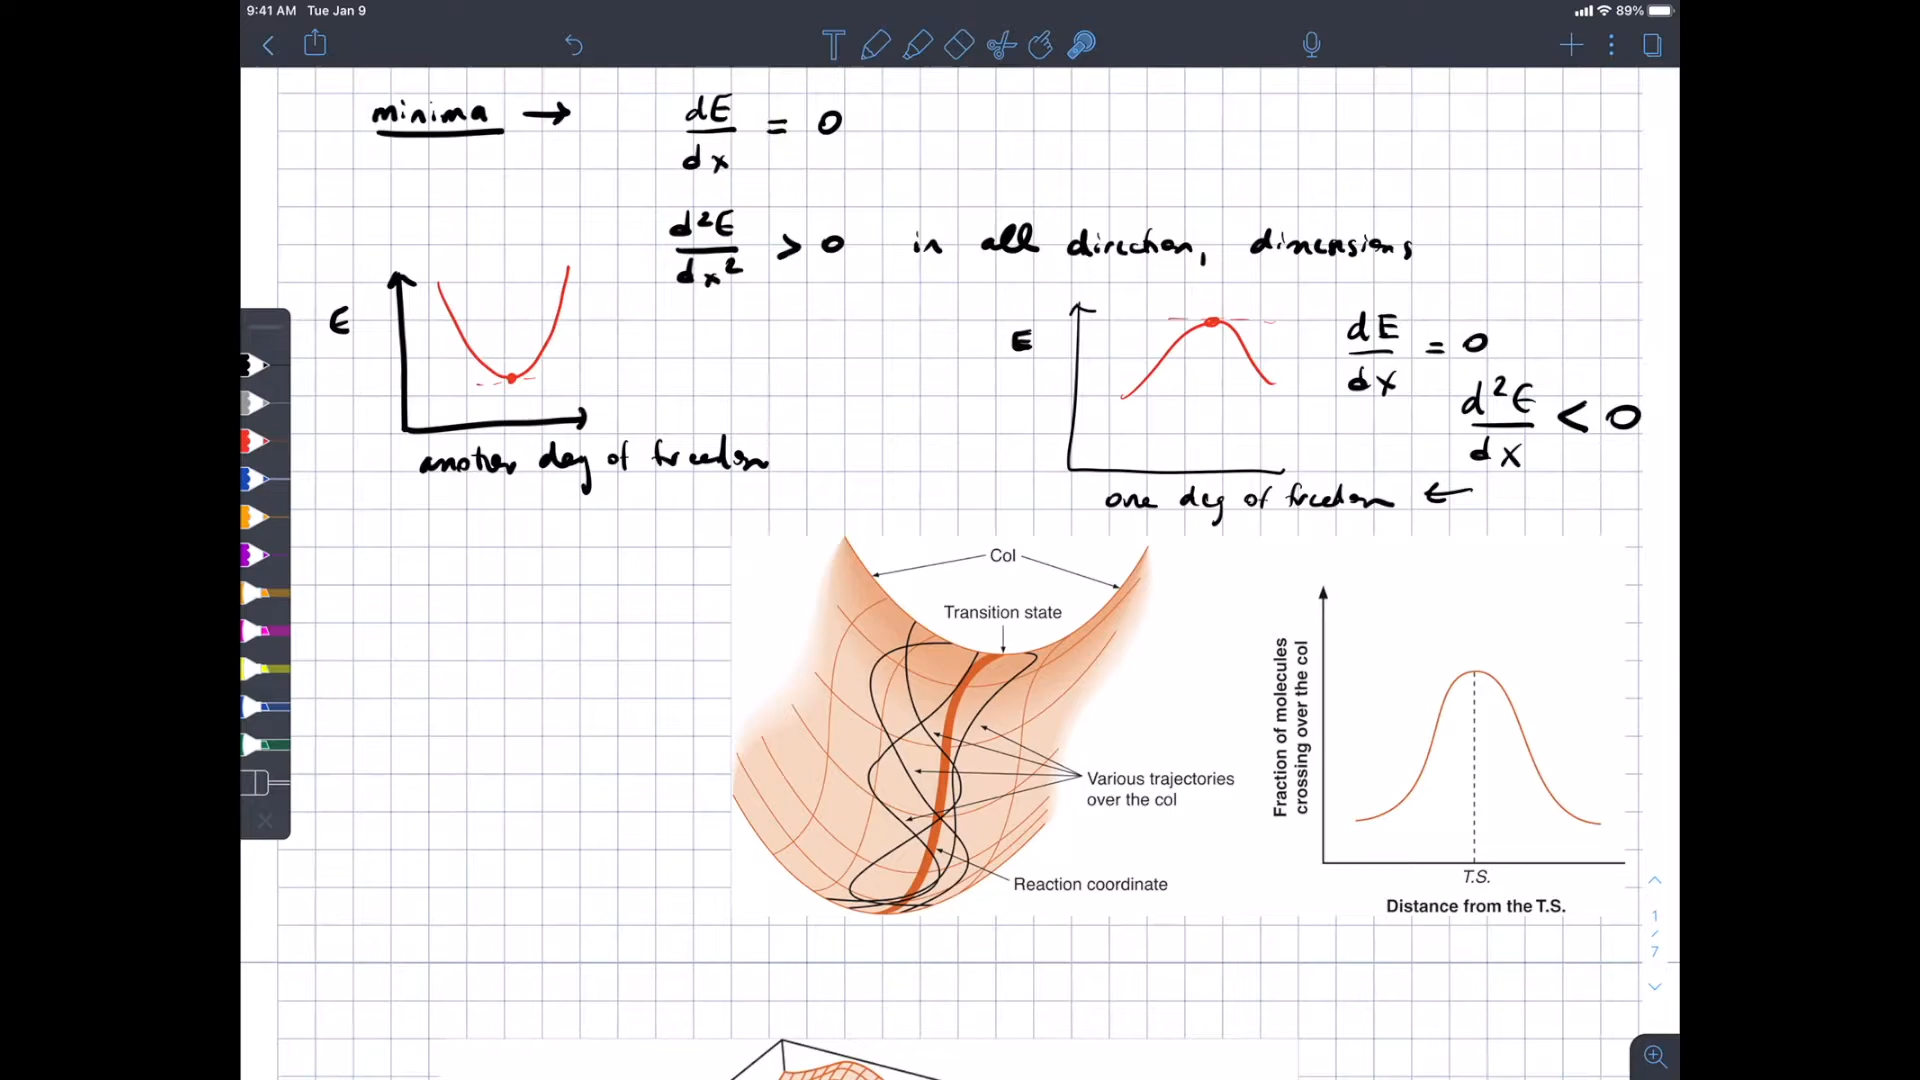 9:41 AM Tue Jan 9
89%
minima → dE/dx = 0
d²E/dx² > 0 in all direction, dimensions
E
another deg of freedom
E
dE/dx = 0
d²E/dx < 0
one deg of freedom ←
Col
Transition state
Various trajectories
over the col
Reaction coordinate
Fraction of molecules
crossing over the col
T.S.
Distance from the T.S.
1
/
7